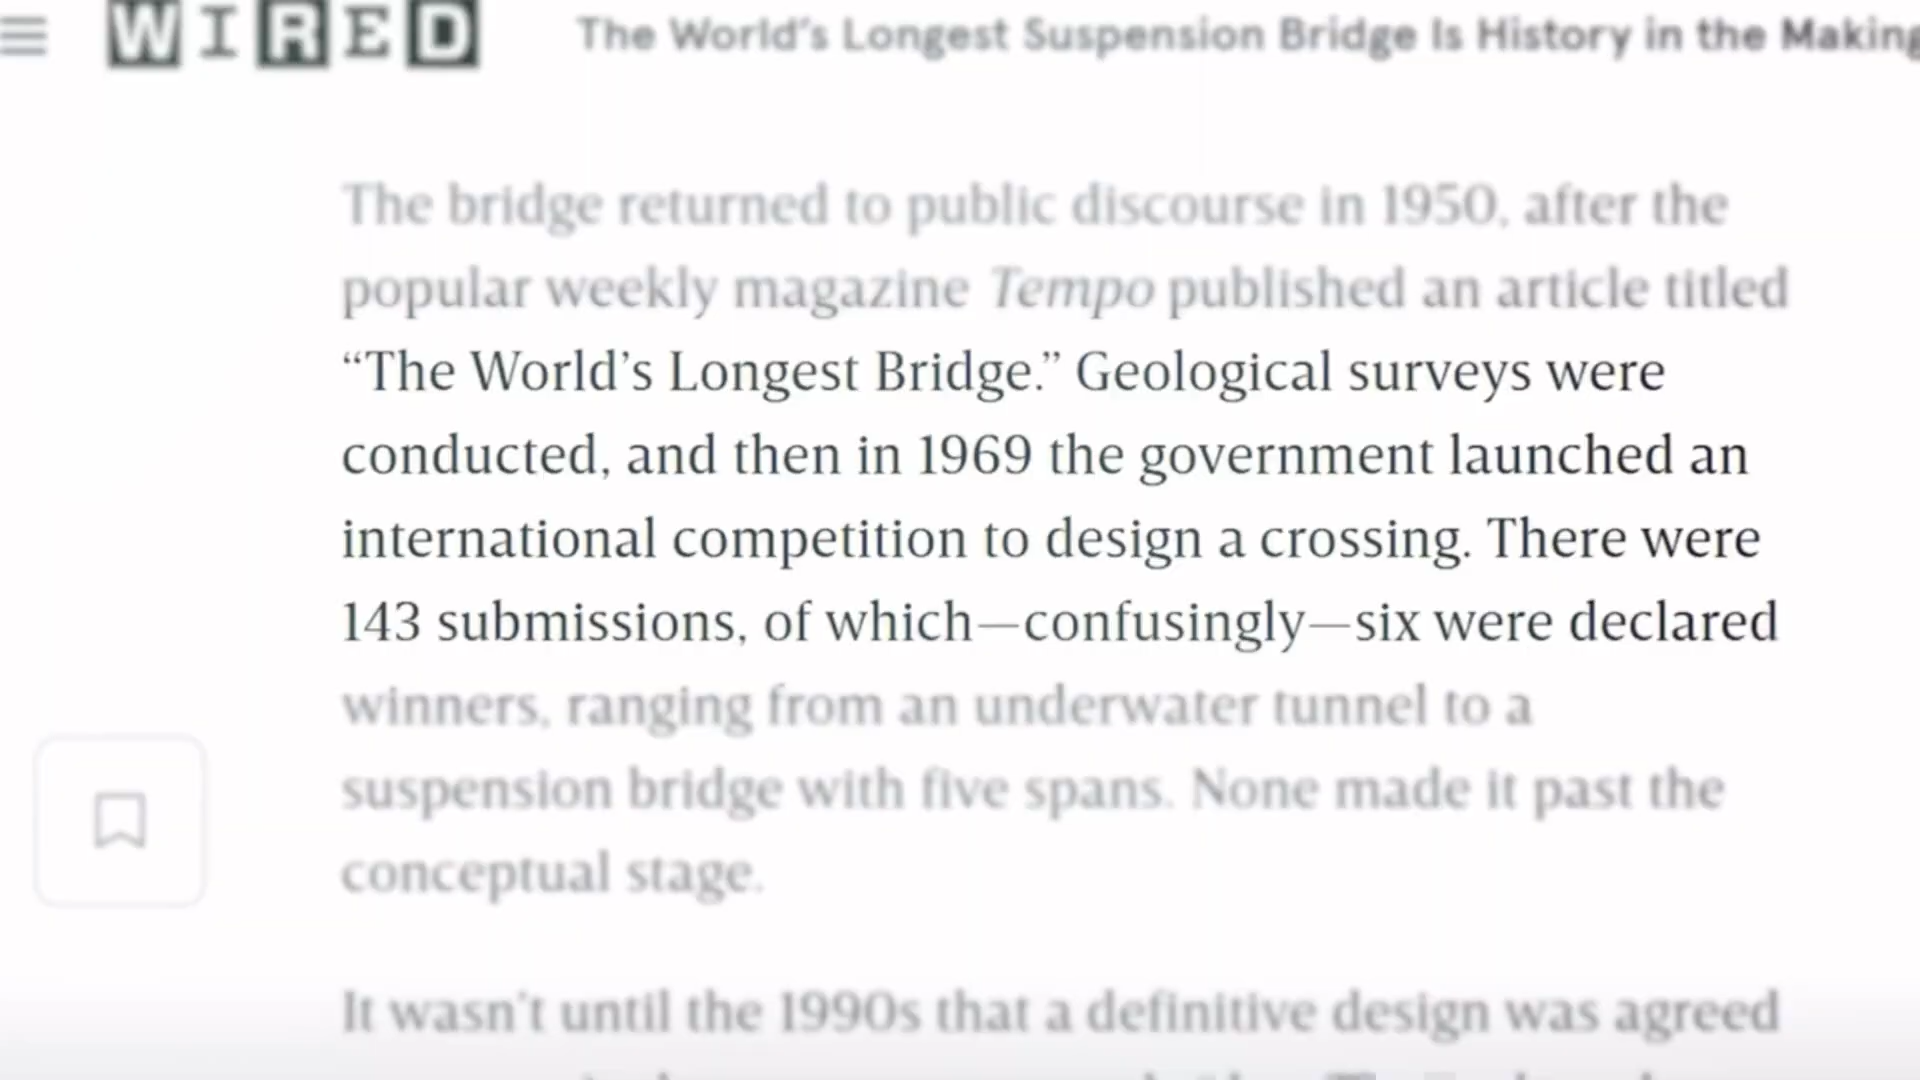 WIRED The World's Longest Suspension Bridge Is History in the Making
The bridge returned to public discourse in 1950, after the
popular weekly magazine Tempo published an article titled
“The World’s Longest Bridge.” Geological surveys were
conducted, and then in 1969 the government launched an
international competition to design a crossing. There were
143 submissions, of which—confusingly—six were declared
winners, ranging from an underwater tunnel to a
suspension bridge with five spans. None made it past the
conceptual stage.
It wasn’t until the 1990s that a definitive design was agreed